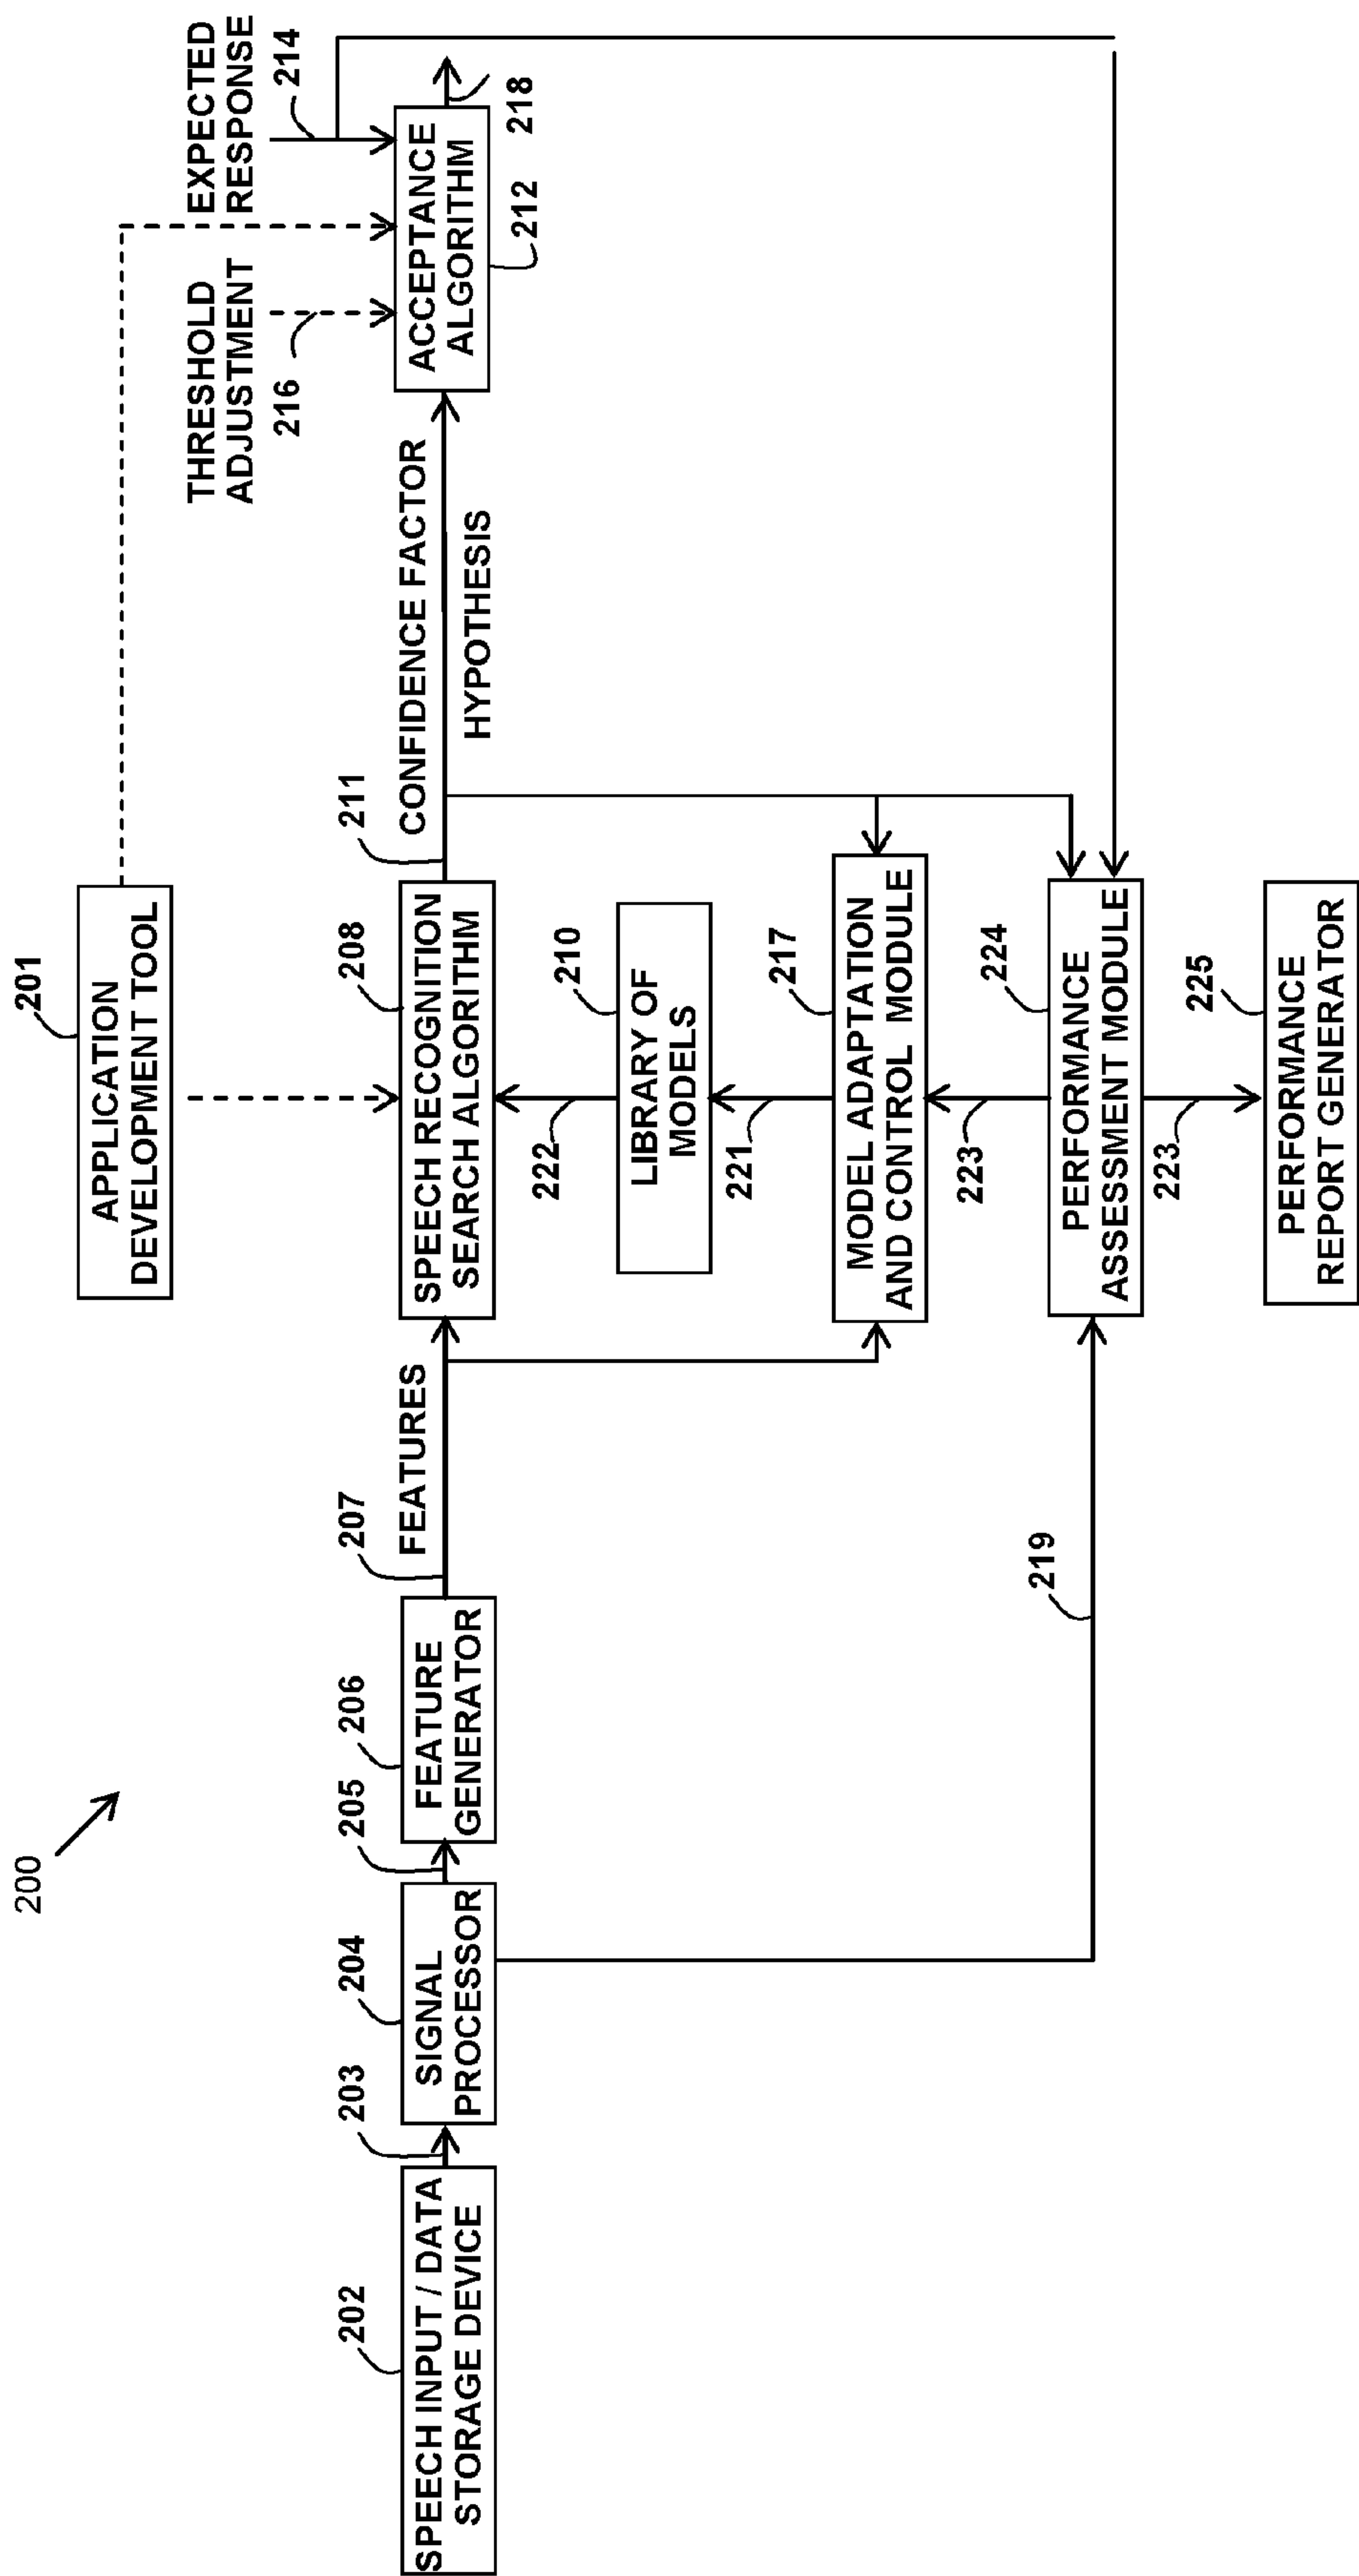 200
201
APPLICATION
DEVELOPMENT TOOL
THRESHOLD
ADJUSTMENT
216
EXPECTED
RESPONSE
214
202
SPEECH INPUT / DATA
STORAGE DEVICE
203
204
SIGNAL
PROCESSOR
205
206
FEATURE
GENERATOR
207
FEATURES
208
SPEECH RECOGNITION
SEARCH ALGORITHM
211
CONFIDENCE FACTOR
HYPOTHESIS
ACCEPTANCE
ALGORITHM
212
218
222
210
LIBRARY OF
MODELS
221
217
MODEL ADAPTATION
AND CONTROL MODULE
223
219
224
PERFORMANCE
ASSESSMENT MODULE
223
225
PERFORMANCE
REPORT GENERATOR